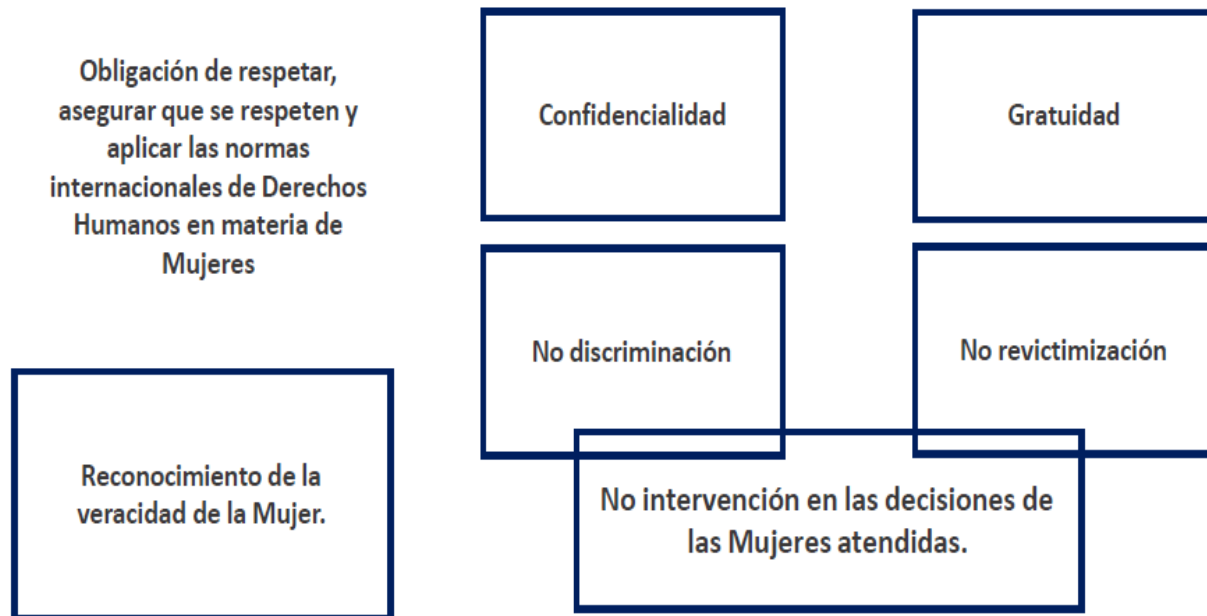 Obligación de respetar,
asegurar que se respeten y
aplicar las normas
internacionales de Derechos
Humanos en materia de
Mujeres
Confidencialidad
Gratuidad
No discriminación
No revictimización
Reconocimiento de la
veracidad de la Mujer.
No intervención en las decisiones de
las Mujeres atendidas.